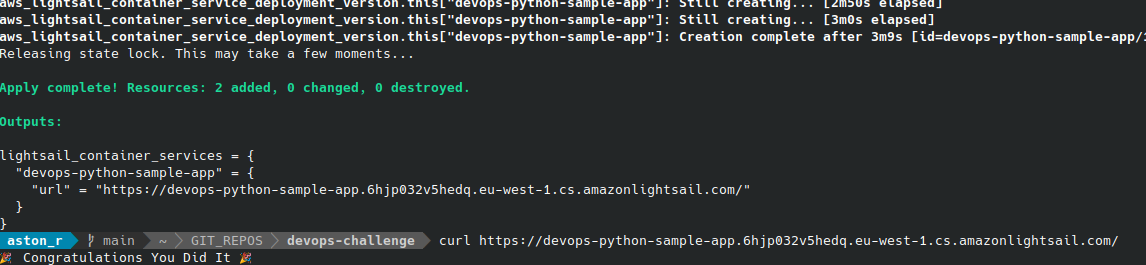 aws_lightsail_container_service_deployment_version.this["devops-python-sample-app"]: Still creating... [2m50s elapsed]
aws_lightsail_container_service_deployment_version.this["devops-python-sample-app"]: Still creating... [3m0s elapsed]
aws_lightsail_container_service_deployment_version.this["devops-python-sample-app"]: Creation complete after 3m9s [id=devops-python-sample-app/
Releasing state lock. This may take a few moments...
Apply complete! Resources: 2 added, 0 changed, 0 destroyed.
Outputs:
lightsail_container_services = {
  "devops-python-sample-app" = {
    "url" = "https://devops-python-sample-app.6hjp032v5hedq.eu-west-1.cs.amazonlightsail.com/"
  }
}
aston_r main ~ GIT_REPOS devops-challenge curl https://devops-python-sample-app.6hjp032v5hedq.eu-west-1.cs.amazonlightsail.com/
🎉 Congratulations You Did It 🎉